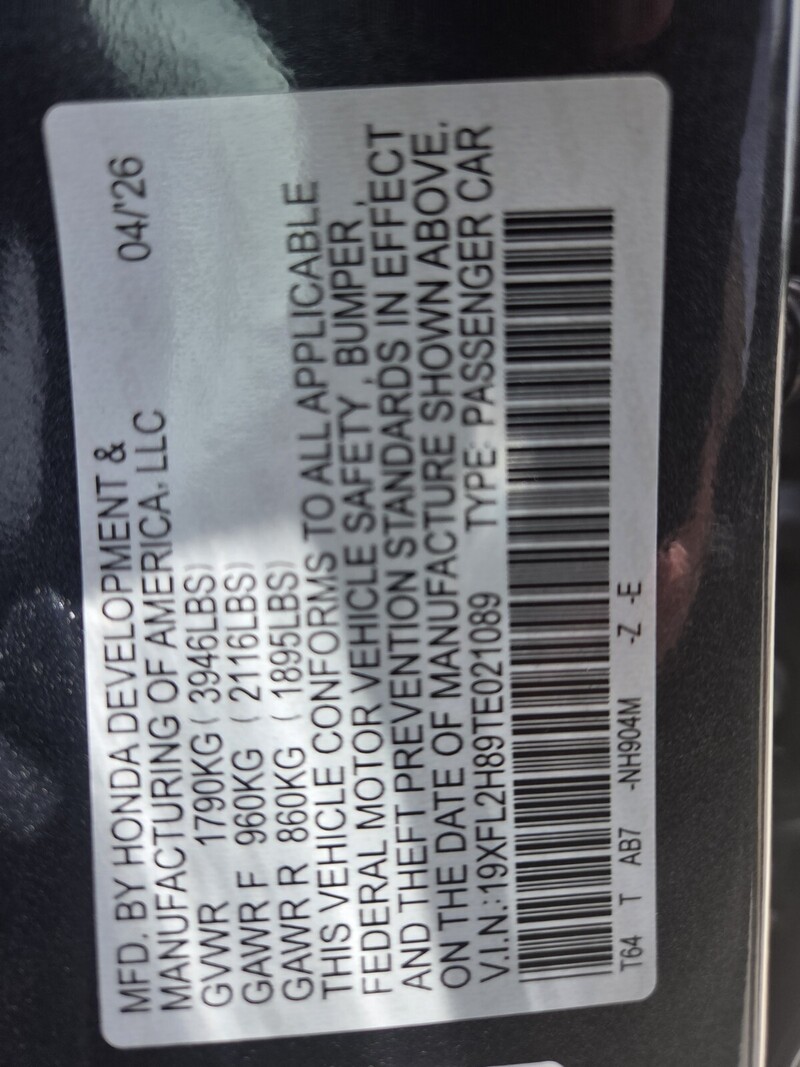 MFD. BY HONDA DEVELOPMENT & 04/'26
MANUFACTURING OF AMERICA, LLC
GVWR 1790KG ( 3946LBS)
GAWR F 960KG ( 2116LBS)
GAWR R 860KG ( 1895LBS)
THIS VEHICLE CONFORMS TO ALL APPLICABLE
FEDERAL MOTOR VEHICLE SAFETY, BUMPER,
AND THEFT PREVENTION STANDARDS IN EFFECT
ON THE DATE OF MANUFACTURE SHOWN ABOVE.
V.I.N.:19XFL2H89TE021089 TYPE: PASSENGER CAR
T64 T AB7 -NH904M -Z -E